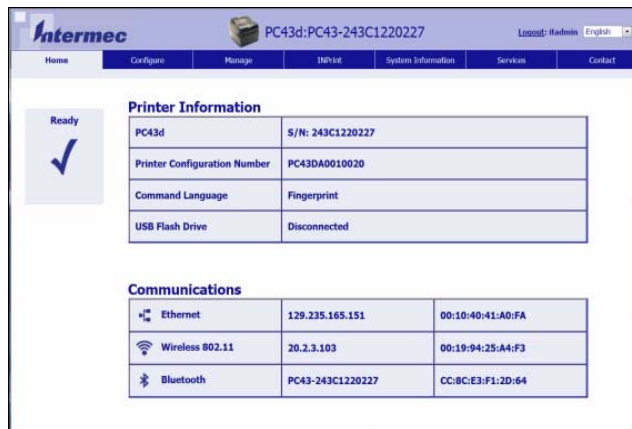 Intermec
PC43d:PC43-243C1220227
Logout: itadmin English
Home Configure Manage INPrint System Information Services Contact
Ready
Printer Information
PC43d S/N: 243C1220227
Printer Configuration Number PC43DA0010020
Command Language Fingerprint
USB Flash Drive Disconnected
Communications
Ethernet 129.235.165.151 00:10:40:41:A0:FA
Wireless 802.11 20.2.3.103 00:19:94:25:A4:F3
Bluetooth PC43-243C1220227 CC:8C:E3:F1:2D:64